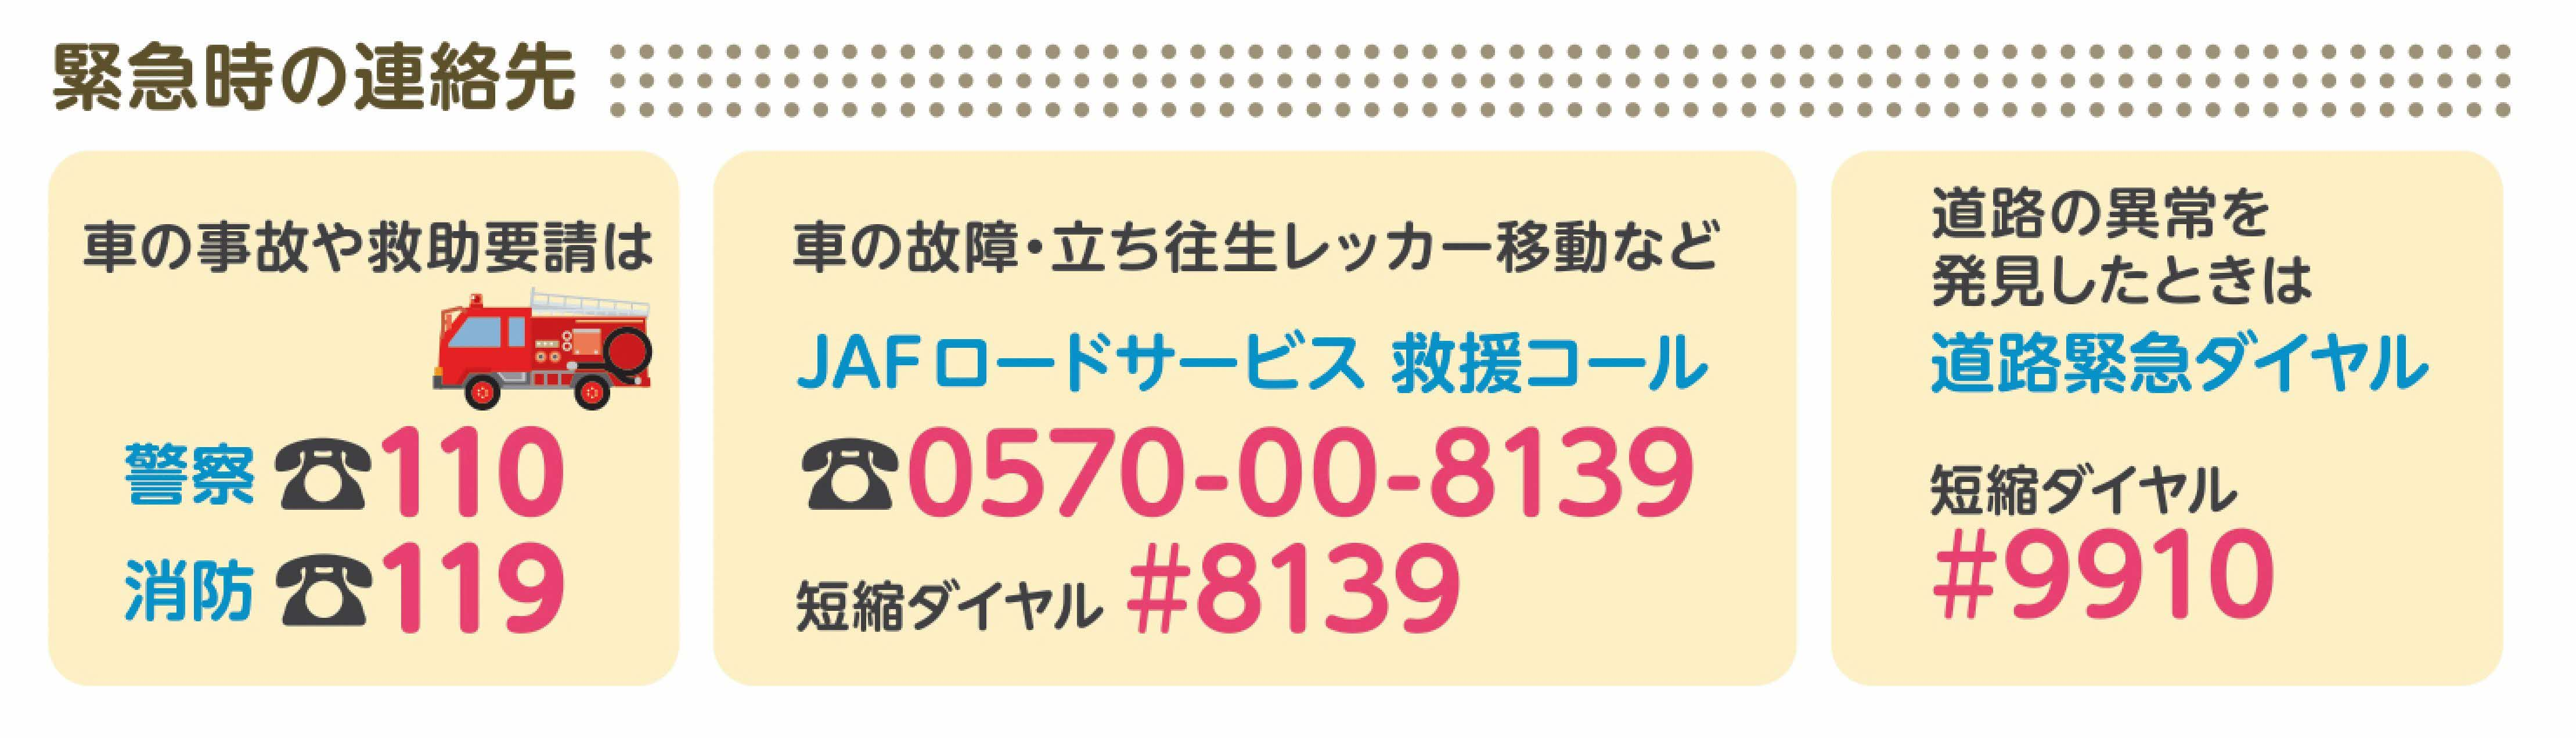 緊急時の連絡先
車の事故や救助要請は
警察 ☎110
消防 ☎119
車の故障・立ち往生レッカー移動など
JAFロードサービス 救援コール
☎0570-00-8139
短縮ダイヤル #8139
道路の異常を
発見したときは
道路緊急ダイヤル
短縮ダイヤル
#9910